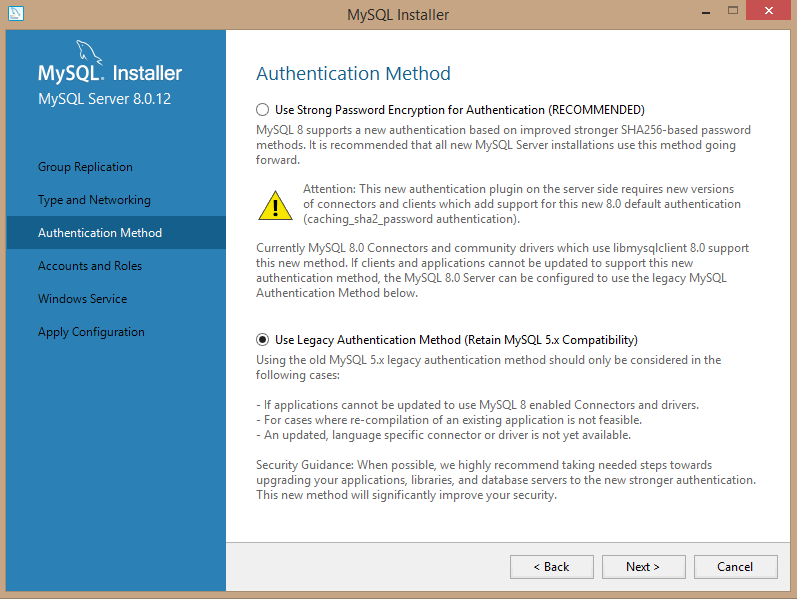 MySQL Installer
MySQL. Installer
MySQL Server 8.0.12
Group Replication
Type and Networking
Authentication Method
Accounts and Roles
Windows Service
Apply Configuration
Authentication Method
Use Strong Password Encryption for Authentication (RECOMMENDED)
MySQL 8 supports a new authentication based on improved stronger SHA256-based password
methods. It is recommended that all new MySQL Server installations use this method going
forward.
Attention: This new authentication plugin on the server side requires new versions
of connectors and clients which add support for this new 8.0 default authentication
(caching_sha2_password authentication).
Currently MySQL 8.0 Connectors and community drivers which use libmysqlclient 8.0 support
this new method. If clients and applications cannot be updated to support this new
authentication method, the MySQL 8.0 Server can be configured to use the legacy MySQL
Authentication Method below.
Use Legacy Authentication Method (Retain MySQL 5.x Compatibility)
Using the old MySQL 5.x legacy authentication method should only be considered in the
following cases:
- If applications cannot be updated to use MySQL 8 enabled Connectors and drivers.
- For cases where re-compilation of an existing application is not feasible.
- An updated, language specific connector or driver is not yet available.
Security Guidance: When possible, we highly recommend taking needed steps towards
upgrading your applications, libraries, and database servers to the new stronger authentication.
This new method will significantly improve your security.
< Back
Next >
Cancel